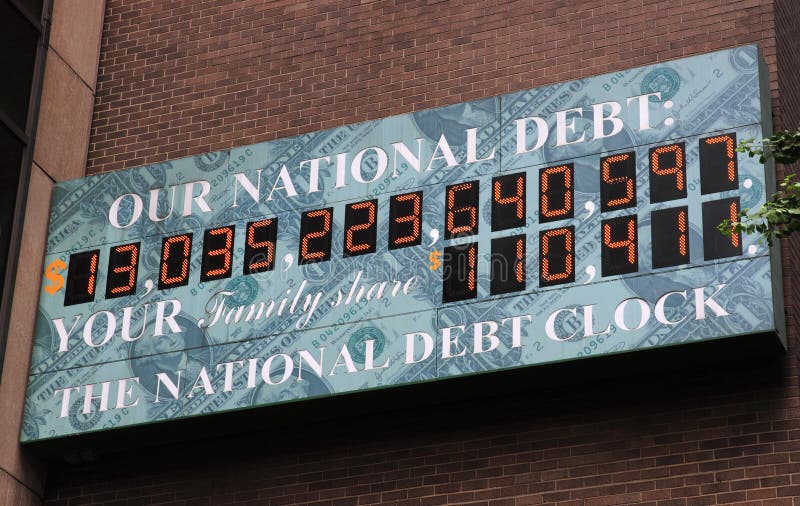 OUR NATIONAL DEBT:
$13,035,223,640,597.
YOUR Family share $110,411.
THE NATIONAL DEBT CLOCK